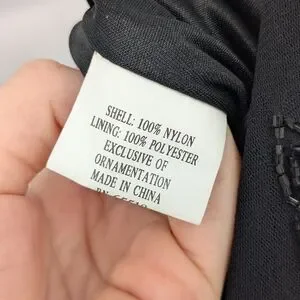 SHELL: 100% NYLON
LINING: 100% POLYESTER
EXCLUSIVE OF
ORNAMENTATION
MADE IN CHINA